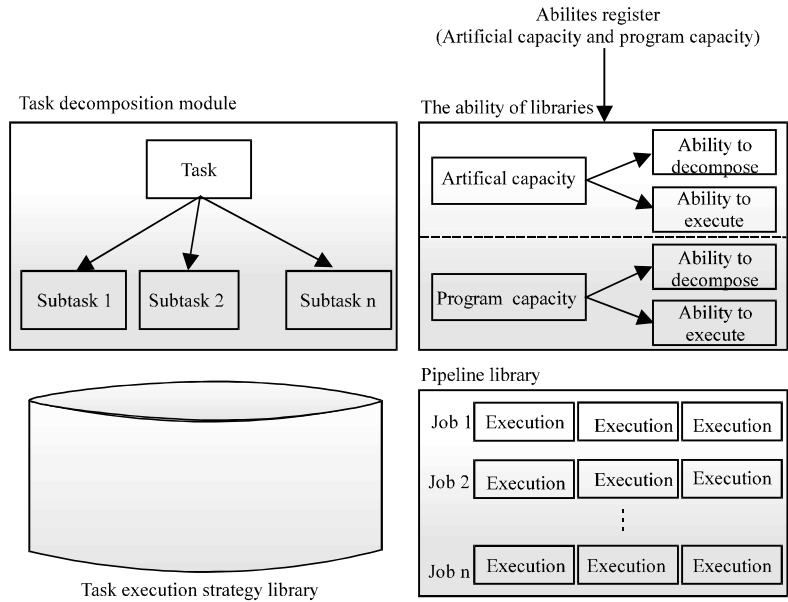 Abilites register
(Artificial capacity and program capacity)
Task decomposition module
Task
Subtask 1
Subtask 2
Subtask n
The ability of libraries
Artifical capacity
Ability to
decompose
Ability to
execute
Program capacity
Ability to
decompose
Ability to
execute
Task execution strategy library
Pipeline library
Job 1 Execution Execution Execution
Job 2 Execution Execution Execution
Job n Execution Execution Execution